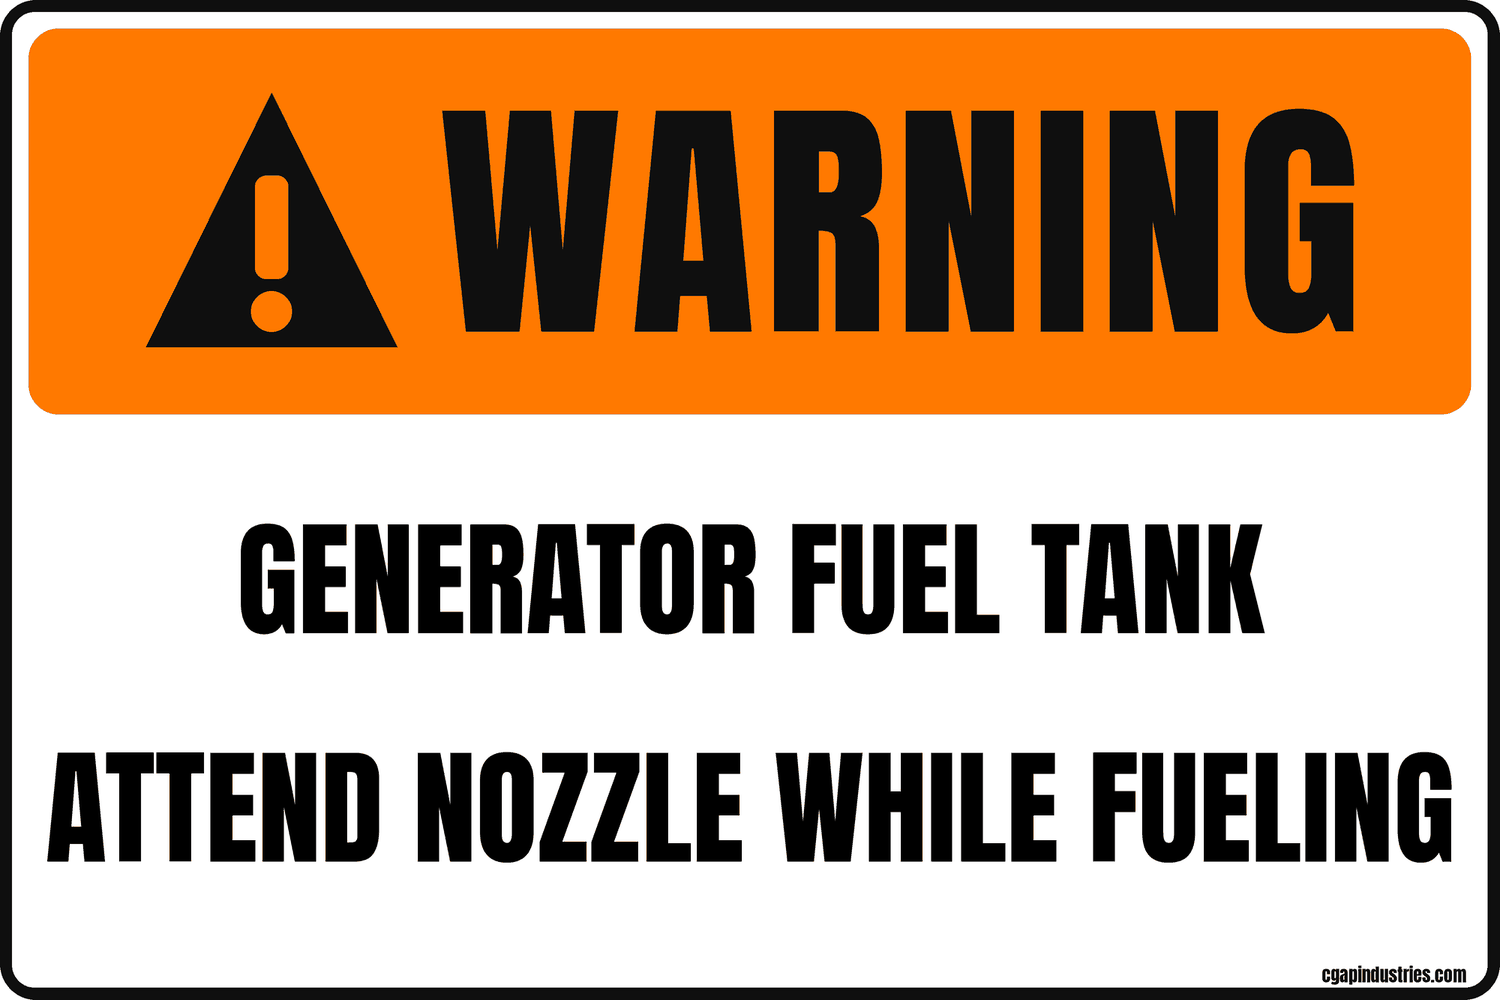 WARNING
GENERATOR FUEL TANK
ATTEND NOZZLE WHILE FUELING
cgapindustries.com